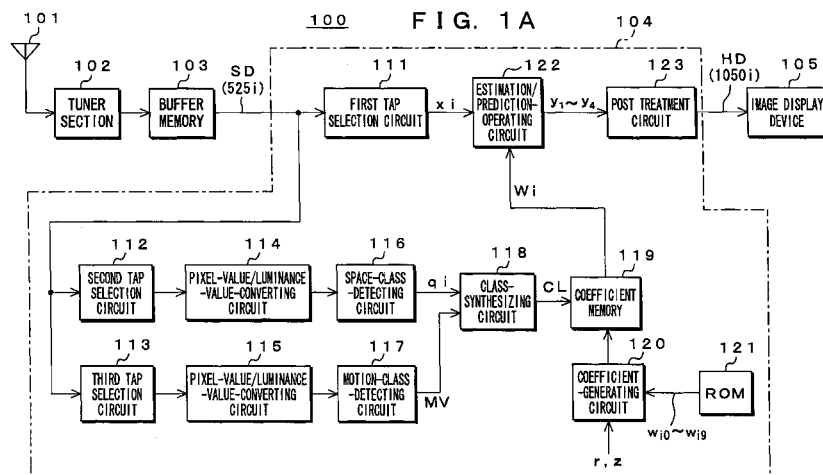 100
FIG. 1A
101
104
102
103
SD
(525i)
111
122
123
HD
(1050i)
105
TUNER
SECTION
BUFFER
MEMORY
FIRST TAP
SELECTION CIRCUIT
xi
ESTIMATION/
PREDICTION-
OPERATING
CIRCUIT
y1~y4
POST TREATMENT
CIRCUIT
IMAGE DISPLAY
DEVICE
Wi
112
114
116
118
119
SECOND TAP
SELECTION
CIRCUIT
PIXEL-VALUE/LUMINANCE
-VALUE-CONVERTING
CIRCUIT
SPACE-CLASS
-DETECTING
CIRCUIT
qi
CLASS-
SYNTHESIZING
CIRCUIT
CL
COEFFICIENT
MEMORY
113
115
117
120
121
THIRD TAP
SELECTION
CIRCUIT
PIXEL-VALUE/LUMINANCE
-VALUE-CONVERTING
CIRCUIT
MOTION-CLASS-
DETECTING
CIRCUIT
MV
COEFFICIENT
-GENERATING
CIRCUIT
ROM
wi0~wi9
r, z